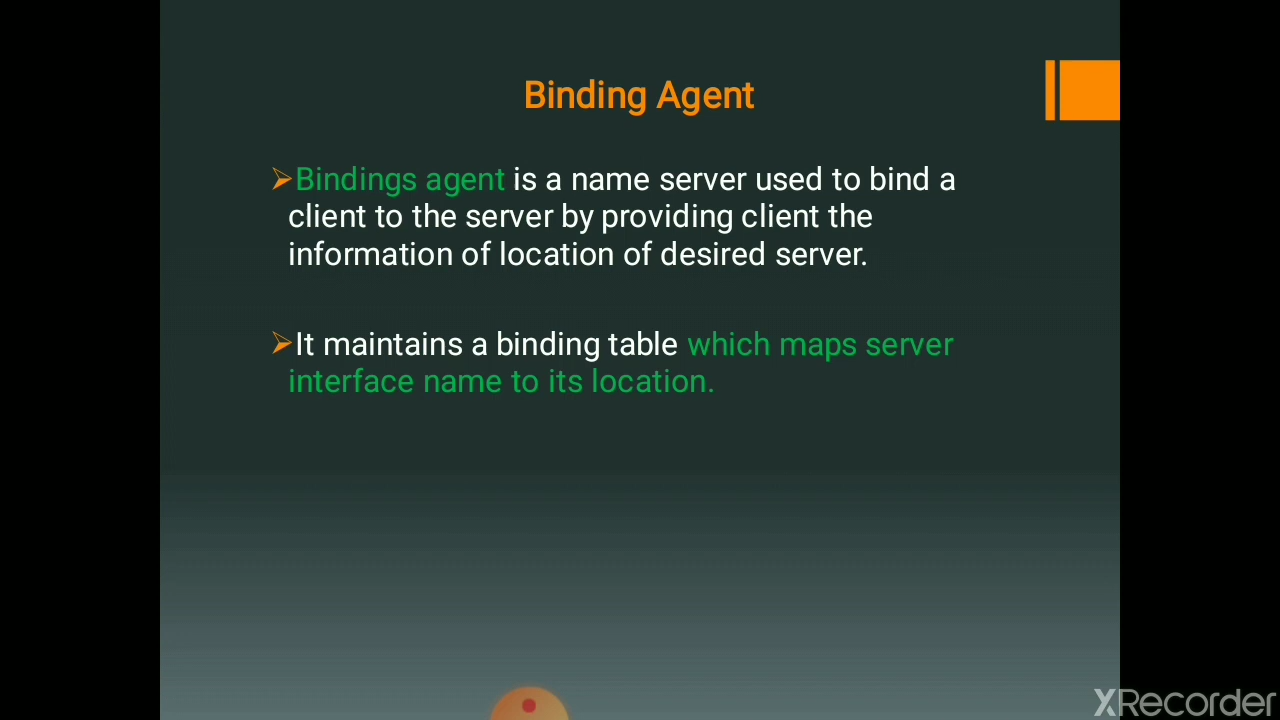 Binding Agent
➢Bindings agent is a name server used to bind a
client to the server by providing client the
information of location of desired server.
➢It maintains a binding table which maps server
interface name to its location.
XRecorder